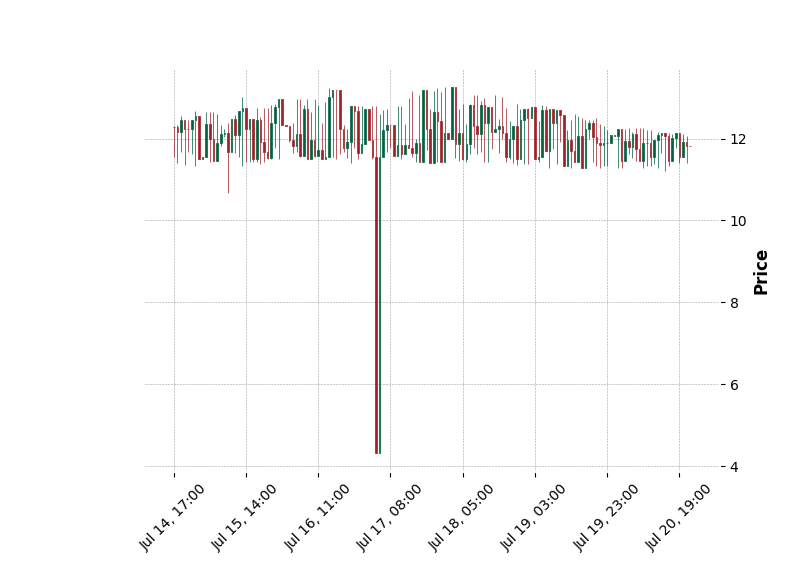 12
10
8
6
4
Price
Jul 14, 17:00
Jul 15, 14:00
Jul 16, 11:00
Jul 17, 08:00
Jul 18, 05:00
Jul 19, 03:00
Jul 19, 23:00
Jul 20, 19:00